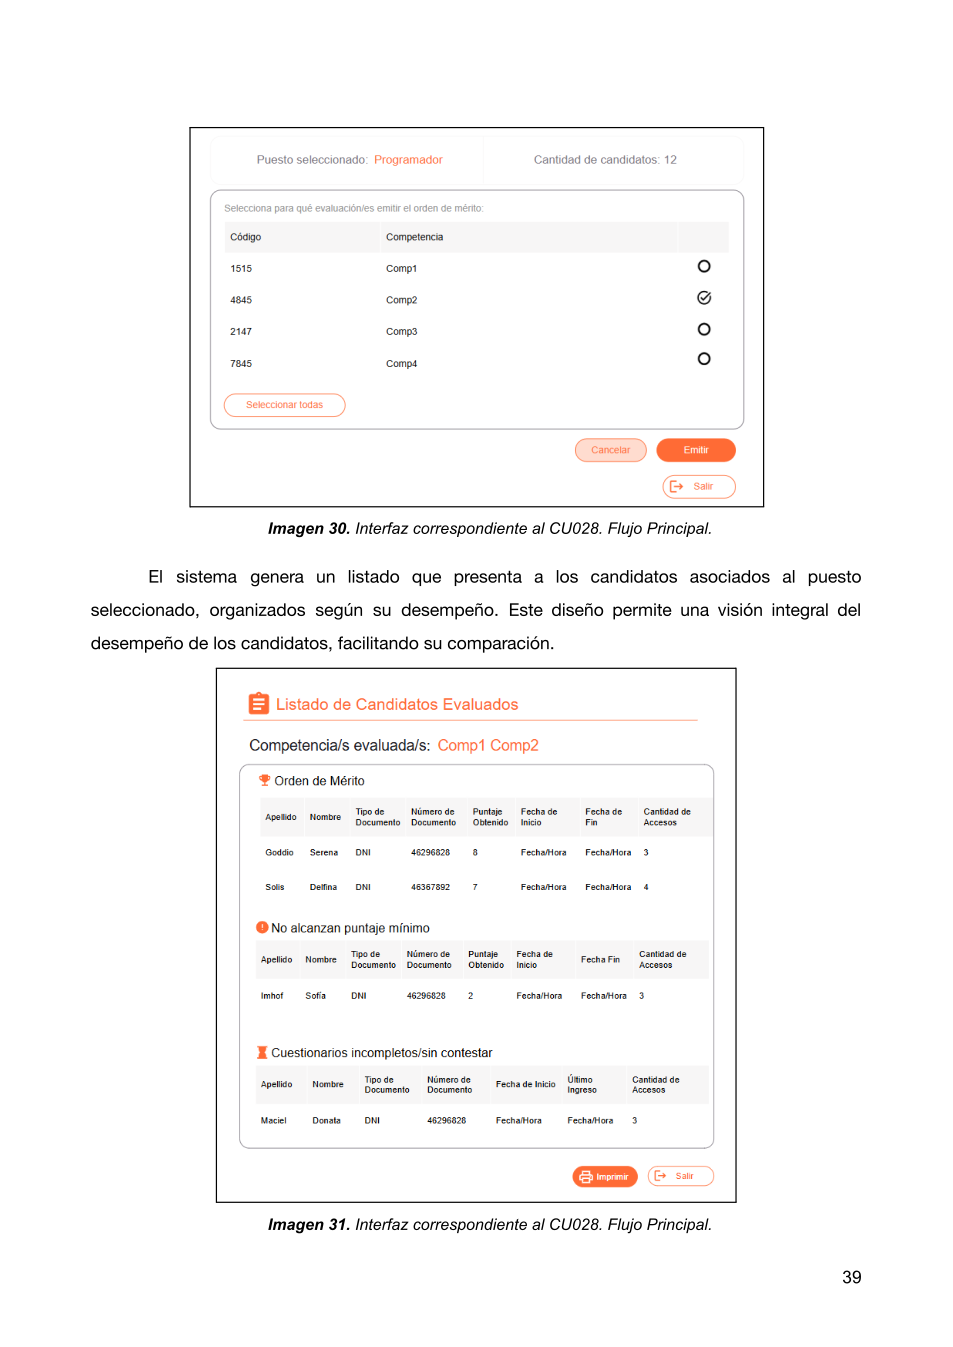 Puesto seleccionado: Programador Cantidad de candidatos: 12
Selecciona para qué evaluación/es emitir el orden de mérito:
Código Competencia
1515 Comp1
4845 Comp2
2147 Comp3
7845 Comp4
Seleccionar todas
Cancelar Emitir
Salir
Imagen 30. Interfaz correspondiente al CU028. Flujo Principal.
El sistema genera un listado que presenta a los candidatos asociados al puesto
seleccionado, organizados según su desempeño. Este diseño permite una visión integral del
desempeño de los candidatos, facilitando su comparación.
Listado de Candidatos Evaluados
Competencia/s evaluada/s: Comp1 Comp2
Orden de Mérito
Apellido Nombre Tipo de Documento Número de Documento Puntaje Obtenido Fecha de Inicio Fecha de Fin Cantidad de Accesos
Goddio Serena DNI 46296828 8 Fecha/Hora Fecha/Hora 3
Solis Delfina DNI 46367892 7 Fecha/Hora Fecha/Hora 4
No alcanzan puntaje mínimo
Apellido Nombre Tipo de Documento Número de Documento Puntaje Obtenido Fecha de Inicio Fecha Fin Cantidad de Accesos
Imhof Sofía DNI 46296828 2 Fecha/Hora Fecha/Hora 3
Cuestionarios incompletos/sin contestar
Apellido Nombre Tipo de Documento Número de Documento Fecha de Inicio Último Ingreso Cantidad de Accesos
Maciel Donata DNI 46296828 Fecha/Hora Fecha/Hora 3
Imprimir Salir
Imagen 31. Interfaz correspondiente al CU028. Flujo Principal.
39